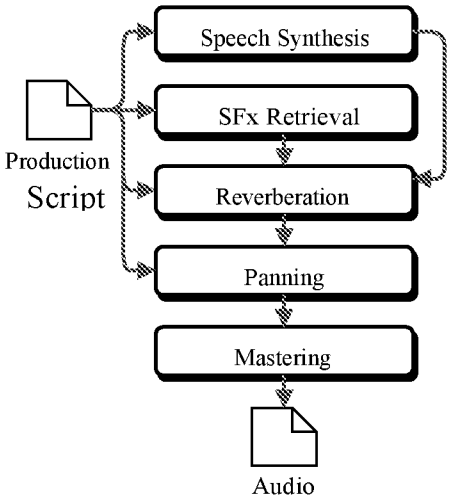 Speech Synthesis
SFx Retrieval
Production
Script
Reverberation
Panning
Mastering
Audio